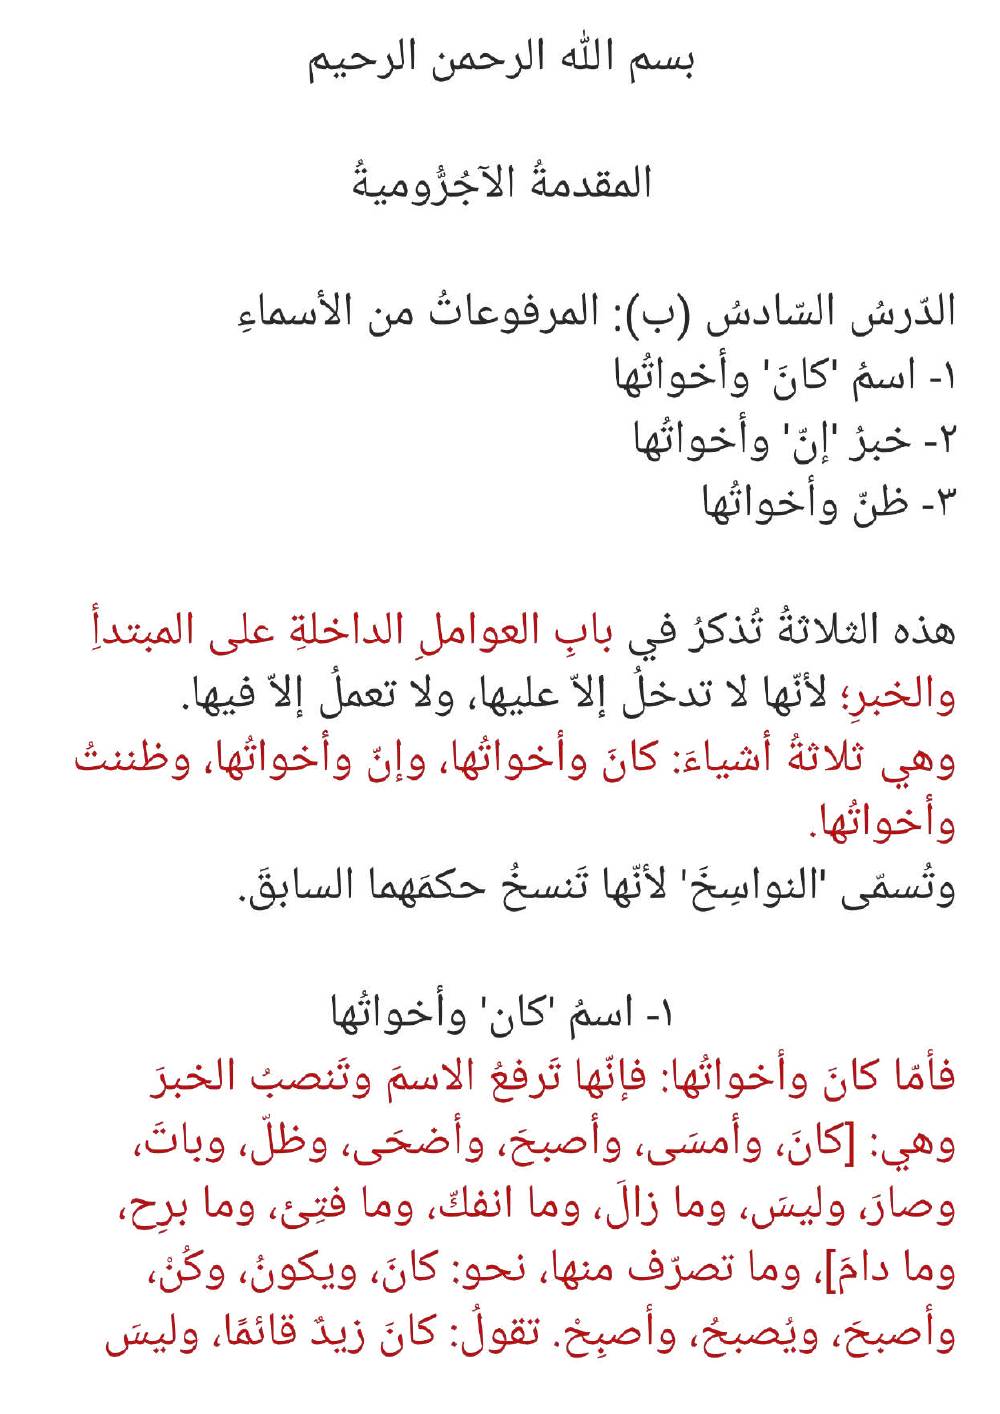 بسم الله الرحمن الرحيم
المقدمةُ الآجُرُّوميةُ
الدّرسُ السّادسُ (ب): المرفوعاتُ من الأسماءِ
١- اسمُ 'كانَ' وأخواتُها
٢- خبرُ 'إنّ' وأخواتُها
٣- ظنّ وأخواتُها
هذه الثلاثةُ تُذكرُ في بابِ العواملِ الداخلةِ على المبتدأِ
والخبرِ؛ لأنّها لا تدخلُ إلاّ عليها، ولا تعملُ إلاّ فيها.
وهي ثلاثةُ أشياءَ: كانَ وأخواتُها، وإنّ وأخواتُها، وظننتُ
وأخواتُها.
وتُسمّى 'النواسِخَ' لأنّها تَنسخُ حكمَهما السابقَ.
١- اسمُ 'كان' وأخواتُها
فأمّا كانَ وأخواتُها: فإنّها تَرفعُ الاسمَ وتَنصبُ الخبرَ
وهي: [كانَ، وأمسَى، وأصبحَ، وأضحَى، وظلّ، وباتَ،
وصارَ، وليسَ، وما زالَ، وما انفكّ، وما فتِئ، وما برِح،
وما دامَ]، وما تصرّف منها، نحو: كانَ، ويكونُ، وكُنْ،
وأصبحَ، ويُصبحُ، وأصبِحْ. تقولُ: كانَ زيدٌ قائمًا، وليسَ